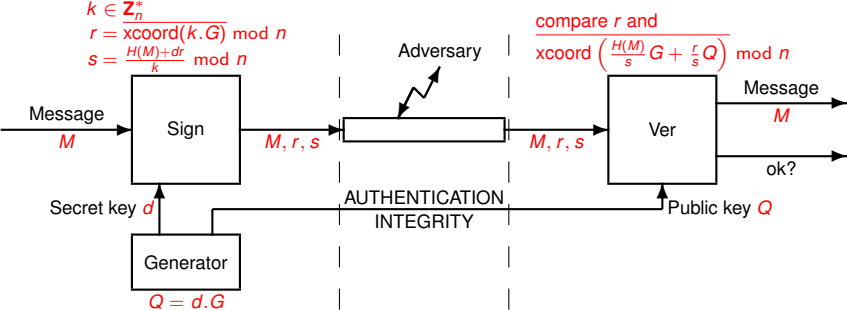 k ∈ Z*ₙ
r = xcoord(k.G) mod n
s = H(M)+dr / k mod n
compare r and
xcoord ( H(M)/s G + r/s Q ) mod n
Adversary
Message
M
Sign
M, r, s
M, r, s
Ver
Message
M
ok?
Secret key d
AUTHENTICATION
INTEGRITY
Public key Q
Generator
Q = d.G